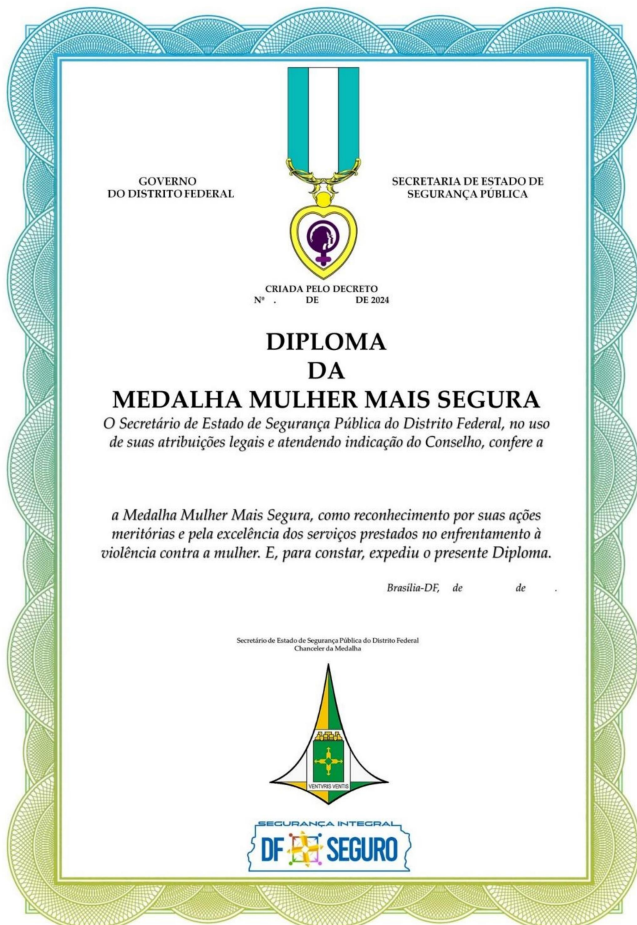 GOVERNO
DO DISTRITO FEDERAL
SECRETARIA DE ESTADO DE
SEGURANÇA PÚBLICA
CRIADA PELO DECRETO
Nº . DE DE 2024
DIPLOMA
DA
MEDALHA MULHER MAIS SEGURA
O Secretário de Estado de Segurança Pública do Distrito Federal, no uso
de suas atribuições legais e atendendo indicação do Conselho, confere a
a Medalha Mulher Mais Segura, como reconhecimento por suas ações
meritórias e pela excelência dos serviços prestados no enfrentamento à
violência contra a mulher. E, para constar, expediu o presente Diploma.
Brasília-DF, de de .
Secretário de Estado de Segurança Pública do Distrito Federal
Chanceler da Medalha
VENTVRIS VENTIS
SEGURANÇA INTEGRAL
DF SEGURO